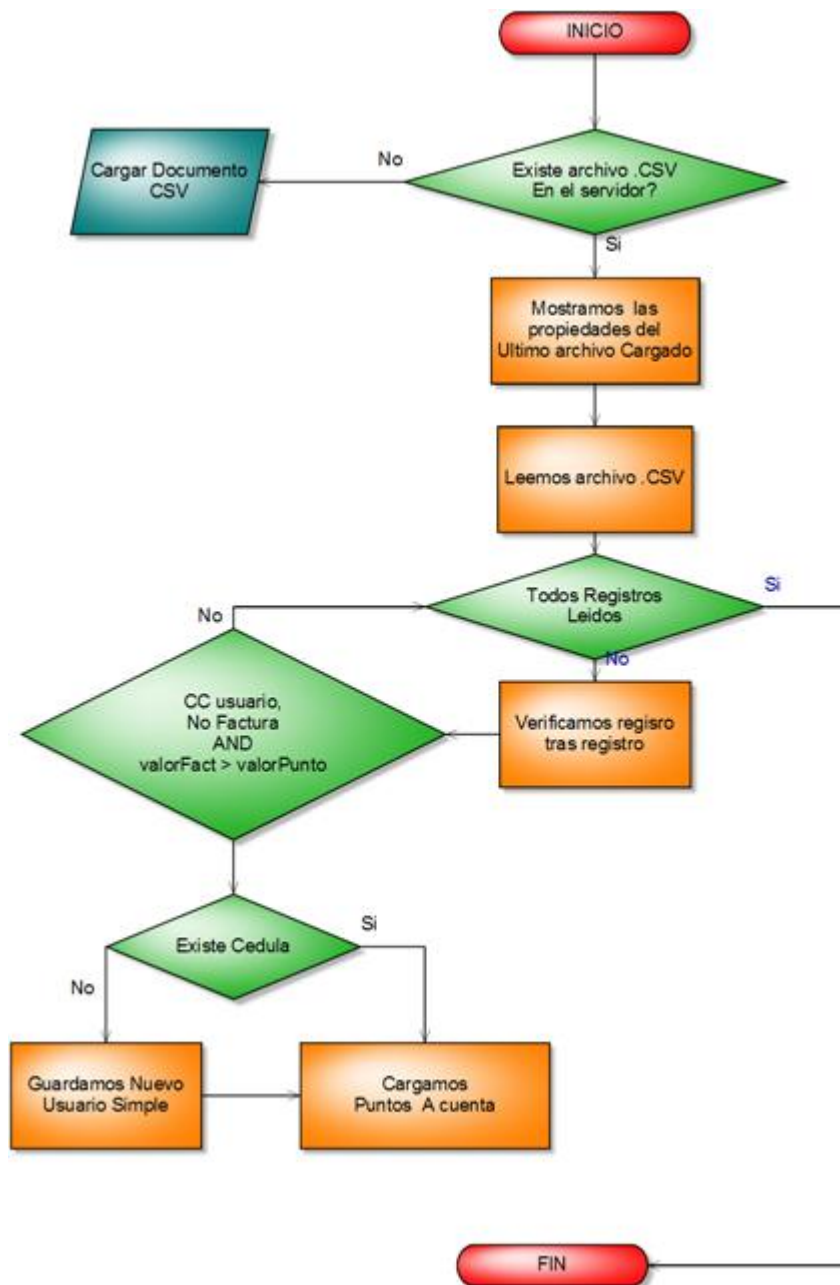 INICIO
No
Cargar Documento
CSV
Existe archivo .CSV
En el servidor?
Si
Mostramos las
propiedades del
Ultimo archivo Cargado
Leemos archivo .CSV
Todos Registros
Leidos
Si
No
No
CC usuario,
No Factura
AND
valorFact > valorPunto
Verificamos regisro
tras registro
Existe Cedula
Si
No
Guardamos Nuevo
Usuario Simple
Cargamos
Puntos A cuenta
FIN